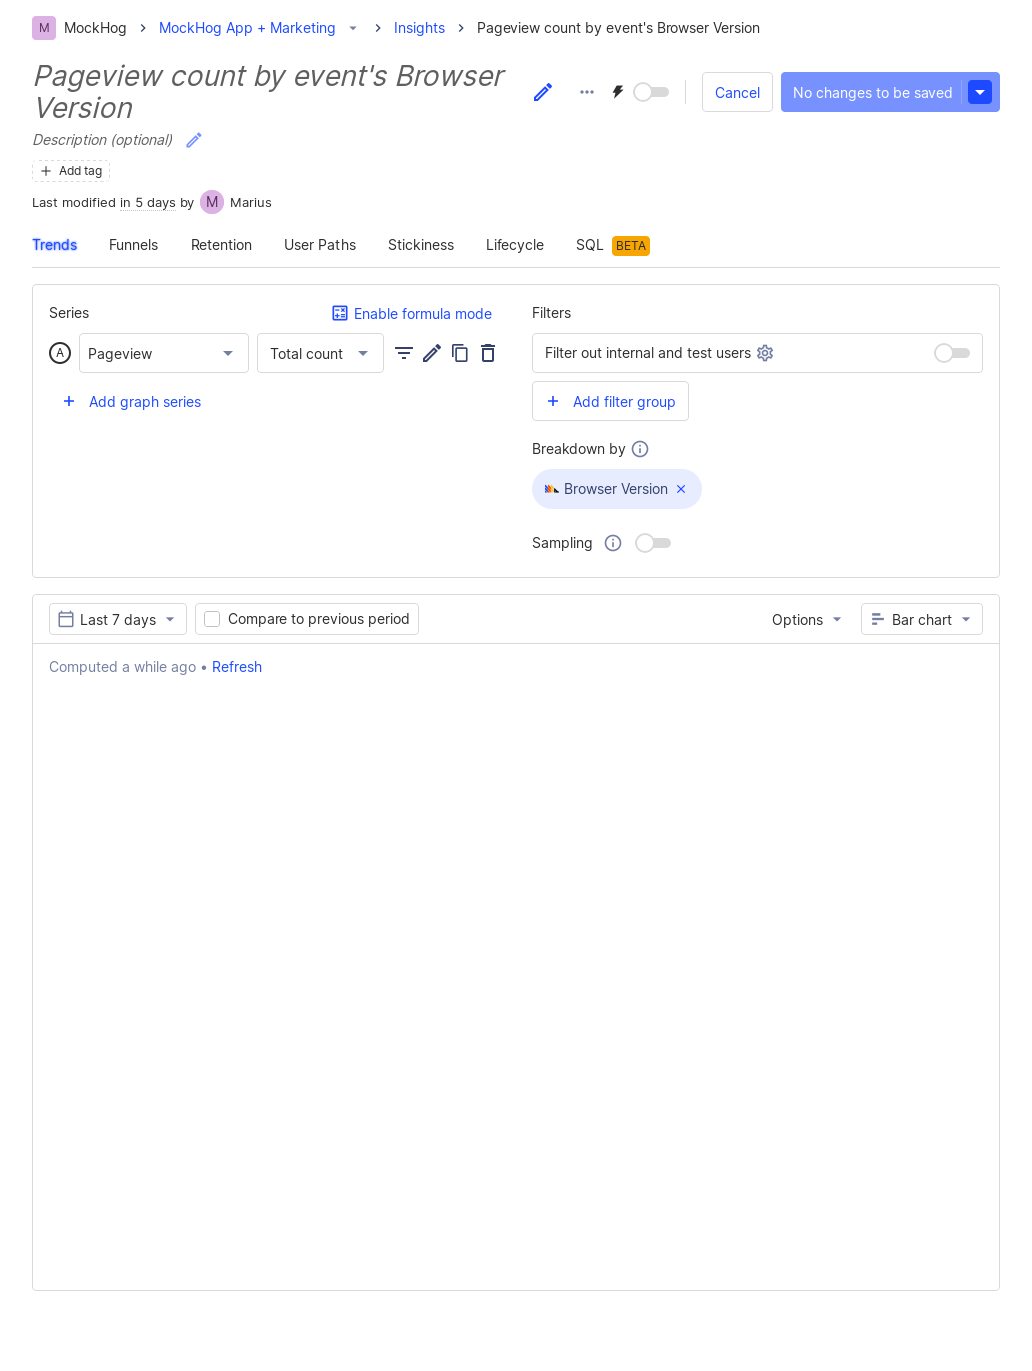 M MockHog MockHog App + Marketing Insights Pageview count by event's Browser Version
Pageview count by event's Browser
Version
Cancel No changes to be saved
Description (optional)
Add tag
Last modified in 5 days by M Marius
Trends Funnels Retention User Paths Stickiness Lifecycle SQL BETA
Series Enable formula mode
A Pageview Total count
Add graph series
Filters
Filter out internal and test users
Add filter group
Breakdown by
Browser Version
Sampling
Last 7 days Compare to previous period Options Bar chart
Computed a while ago • Refresh